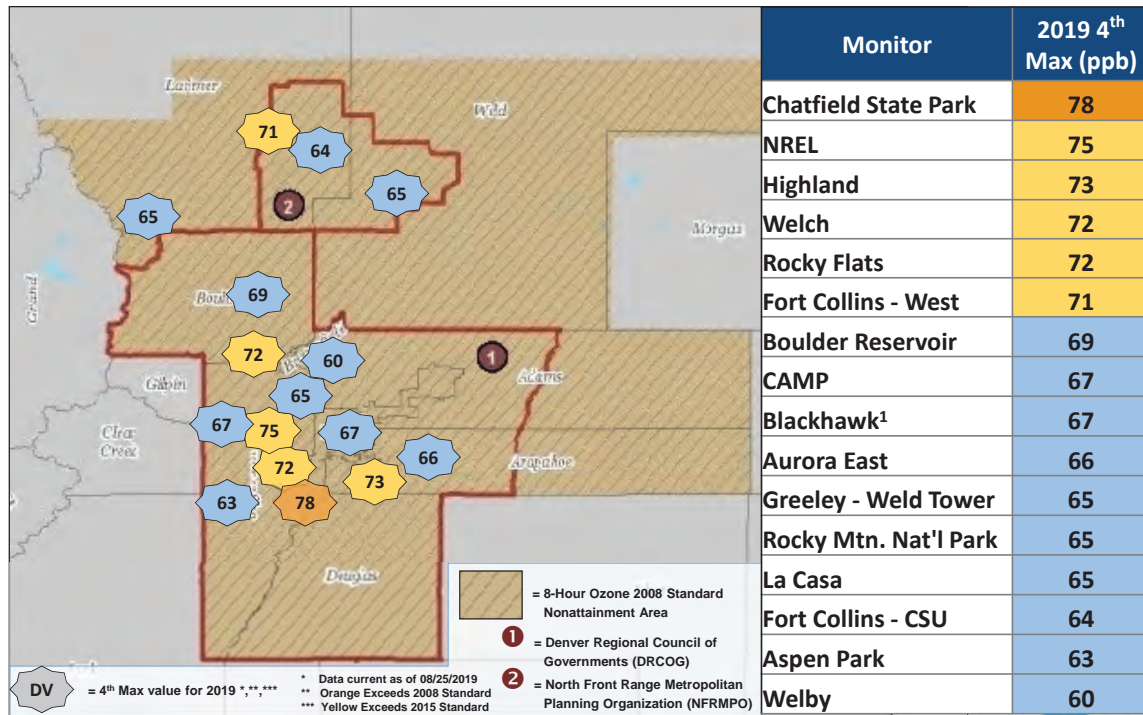 Larimer
Weld
71
64
65
65
2
Morgan
Grand
69
72
60
1
Gilpin
Adams
65
67
75
67
Clear
Creek
72
66
Arapahoe
73
63
78
Douglas
= 8-Hour Ozone 2008 Standard
Nonattainment Area
1 = Denver Regional Council of
Governments (DRCOG)
2 = North Front Range Metropolitan
Planning Organization (NFRMPO)
DV = 4th Max value for 2019 *,**,***
* Data current as of 08/25/2019
** Orange Exceeds 2008 Standard
*** Yellow Exceeds 2015 Standard
Monitor 2019 4th
Max (ppb)
Chatfield State Park 78
NREL 75
Highland 73
Welch 72
Rocky Flats 72
Fort Collins - West 71
Boulder Reservoir 69
CAMP 67
Blackhawk¹ 67
Aurora East 66
Greeley - Weld Tower 65
Rocky Mtn. Nat'l Park 65
La Casa 65
Fort Collins - CSU 64
Aspen Park 63
Welby 60